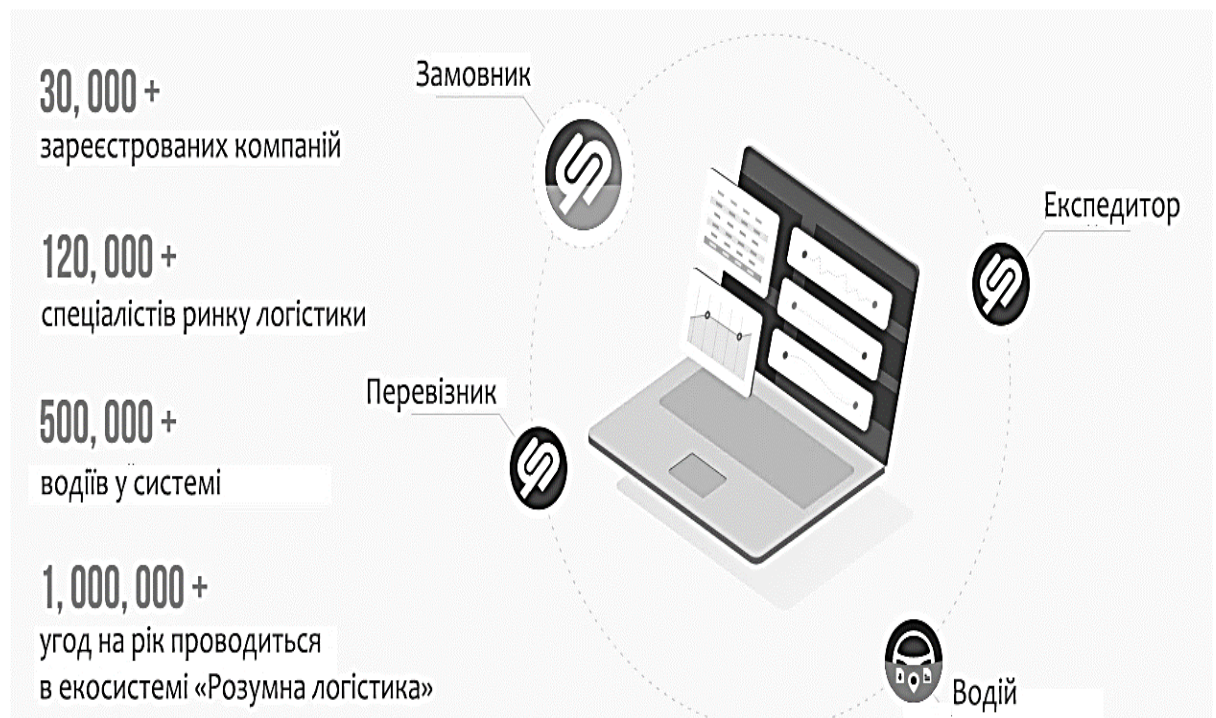 30, 000 +
зареєстрованих компаній
120, 000 +
спеціалістів ринку логістики
500, 000 +
водіїв у системі
1, 000, 000 +
угод на рік проводиться
в екосистемі «Розумна логістика»
Замовник
Експедитор
Перевізник
Водій